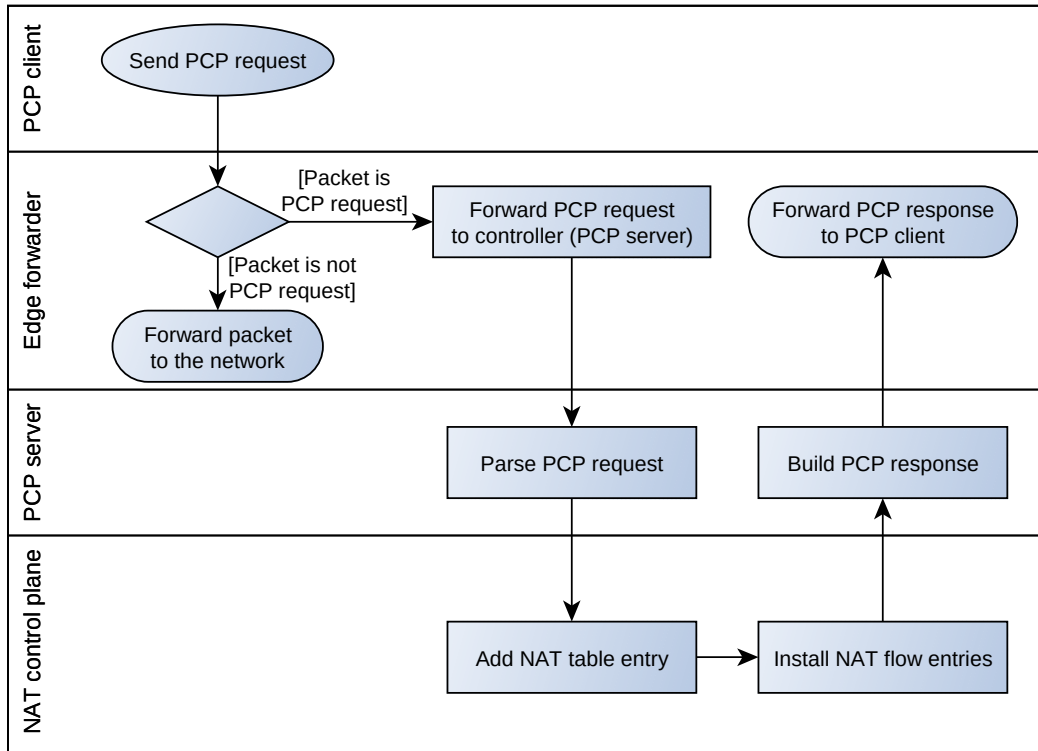 PCP client
Send PCP request
Edge forwarder
[Packet is
PCP request]
Forward PCP request
to controller (PCP server)
Forward PCP response
to PCP client
[Packet is not
PCP request]
Forward packet
to the network
PCP server
Parse PCP request
Build PCP response
NAT control plane
Add NAT table entry
Install NAT flow entries